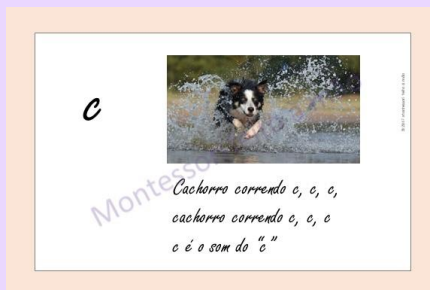 c
Cachorro correndo c, c, c,
cachorro correndo c, c, c
c é o som do "c"